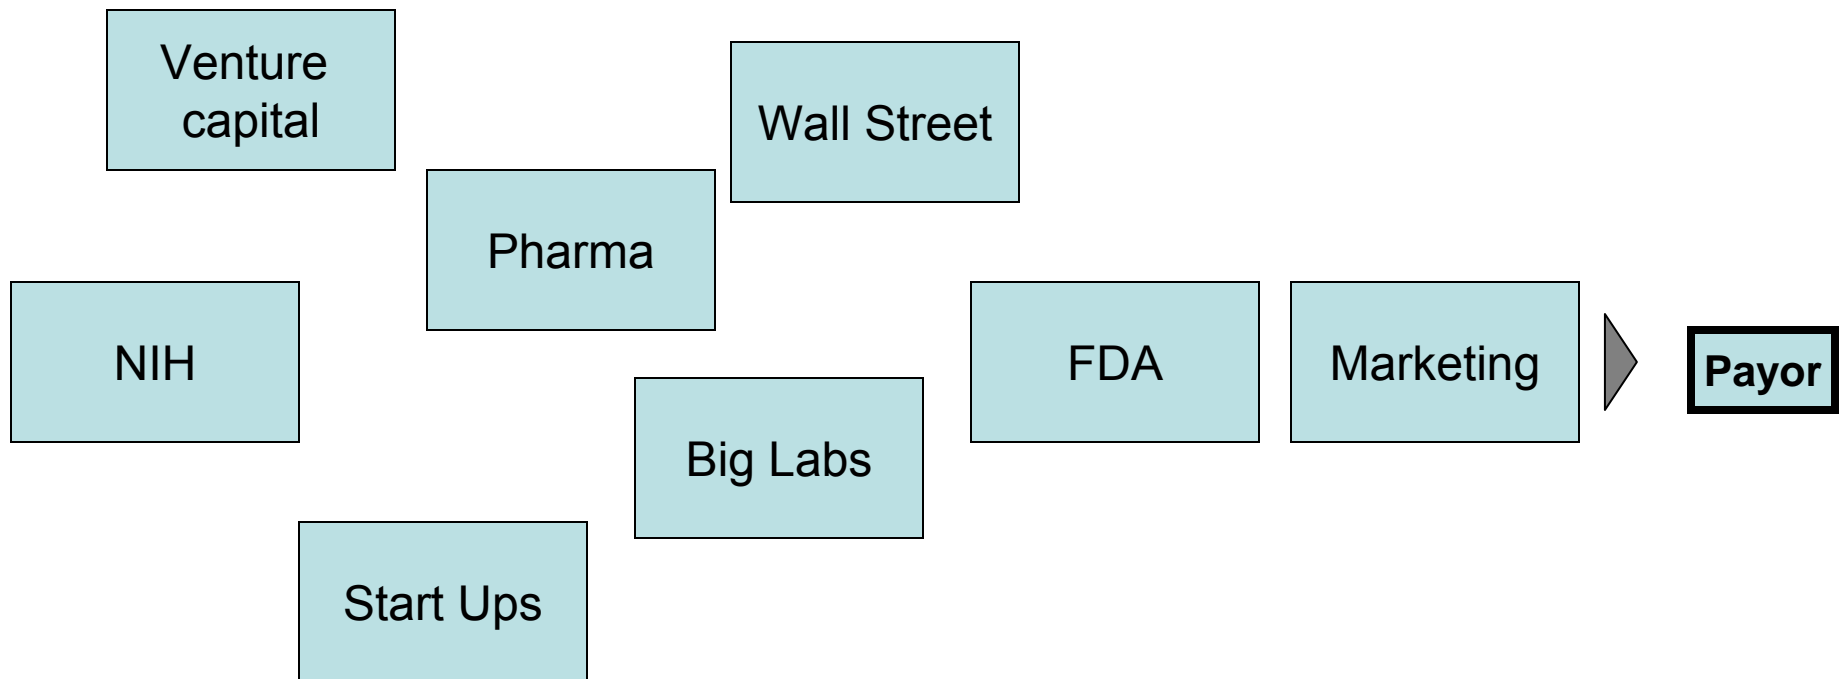 Venture
capital
Wall Street
Pharma
NIH
FDA
Marketing
Payor
Big Labs
Start Ups